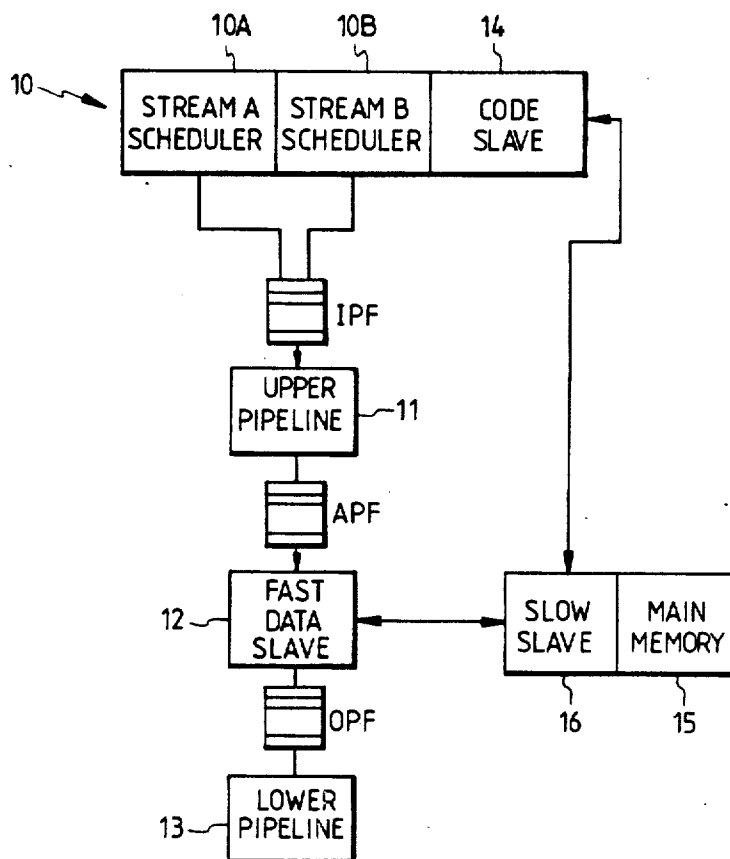 10A 10B 14
10
STREAM A STREAM B CODE
SCHEDULER SCHEDULER SLAVE
IPF
UPPER
PIPELINE
11
APF
FAST
DATA
SLAVE
12
SLOW MAIN
SLAVE MEMORY
16 15
OPF
LOWER
PIPELINE
13